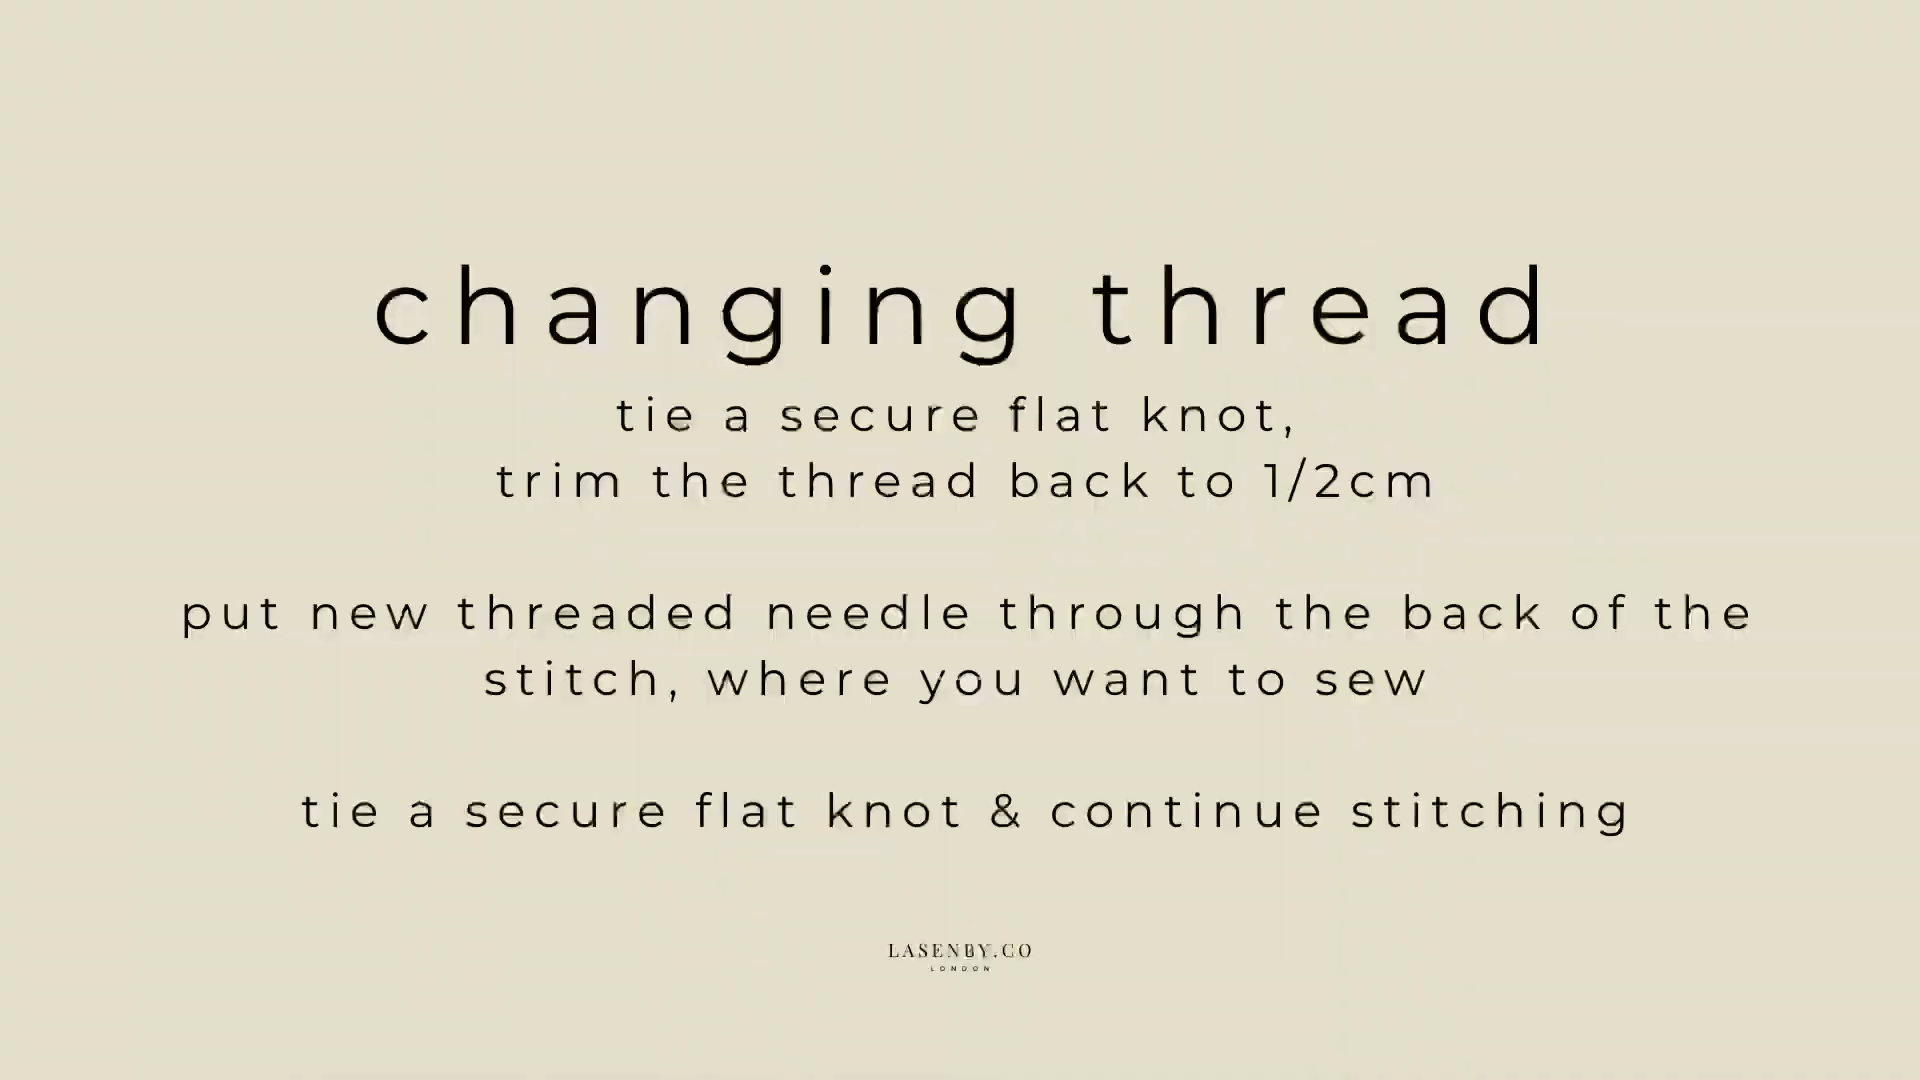 changing thread
tie a secure flat knot,
trim the thread back to 1/2cm
put new threaded needle through the back of the
stitch, where you want to sew
tie a secure flat knot & continue stitching
LASENBY.CO
LONDON